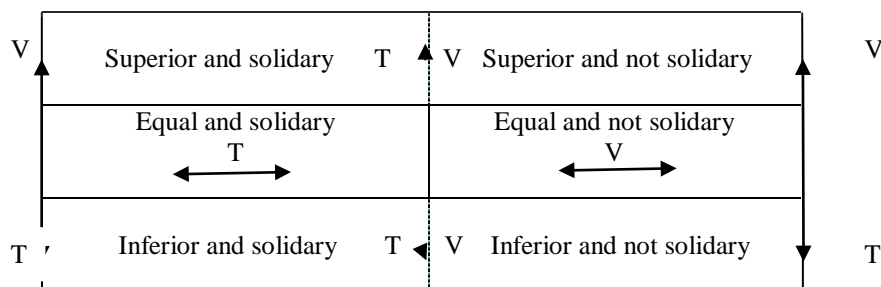 V Superior and solidary T V Superior and not solidary V
Equal and solidary Equal and not solidary
T V
T Inferior and solidary T V Inferior and not solidary T